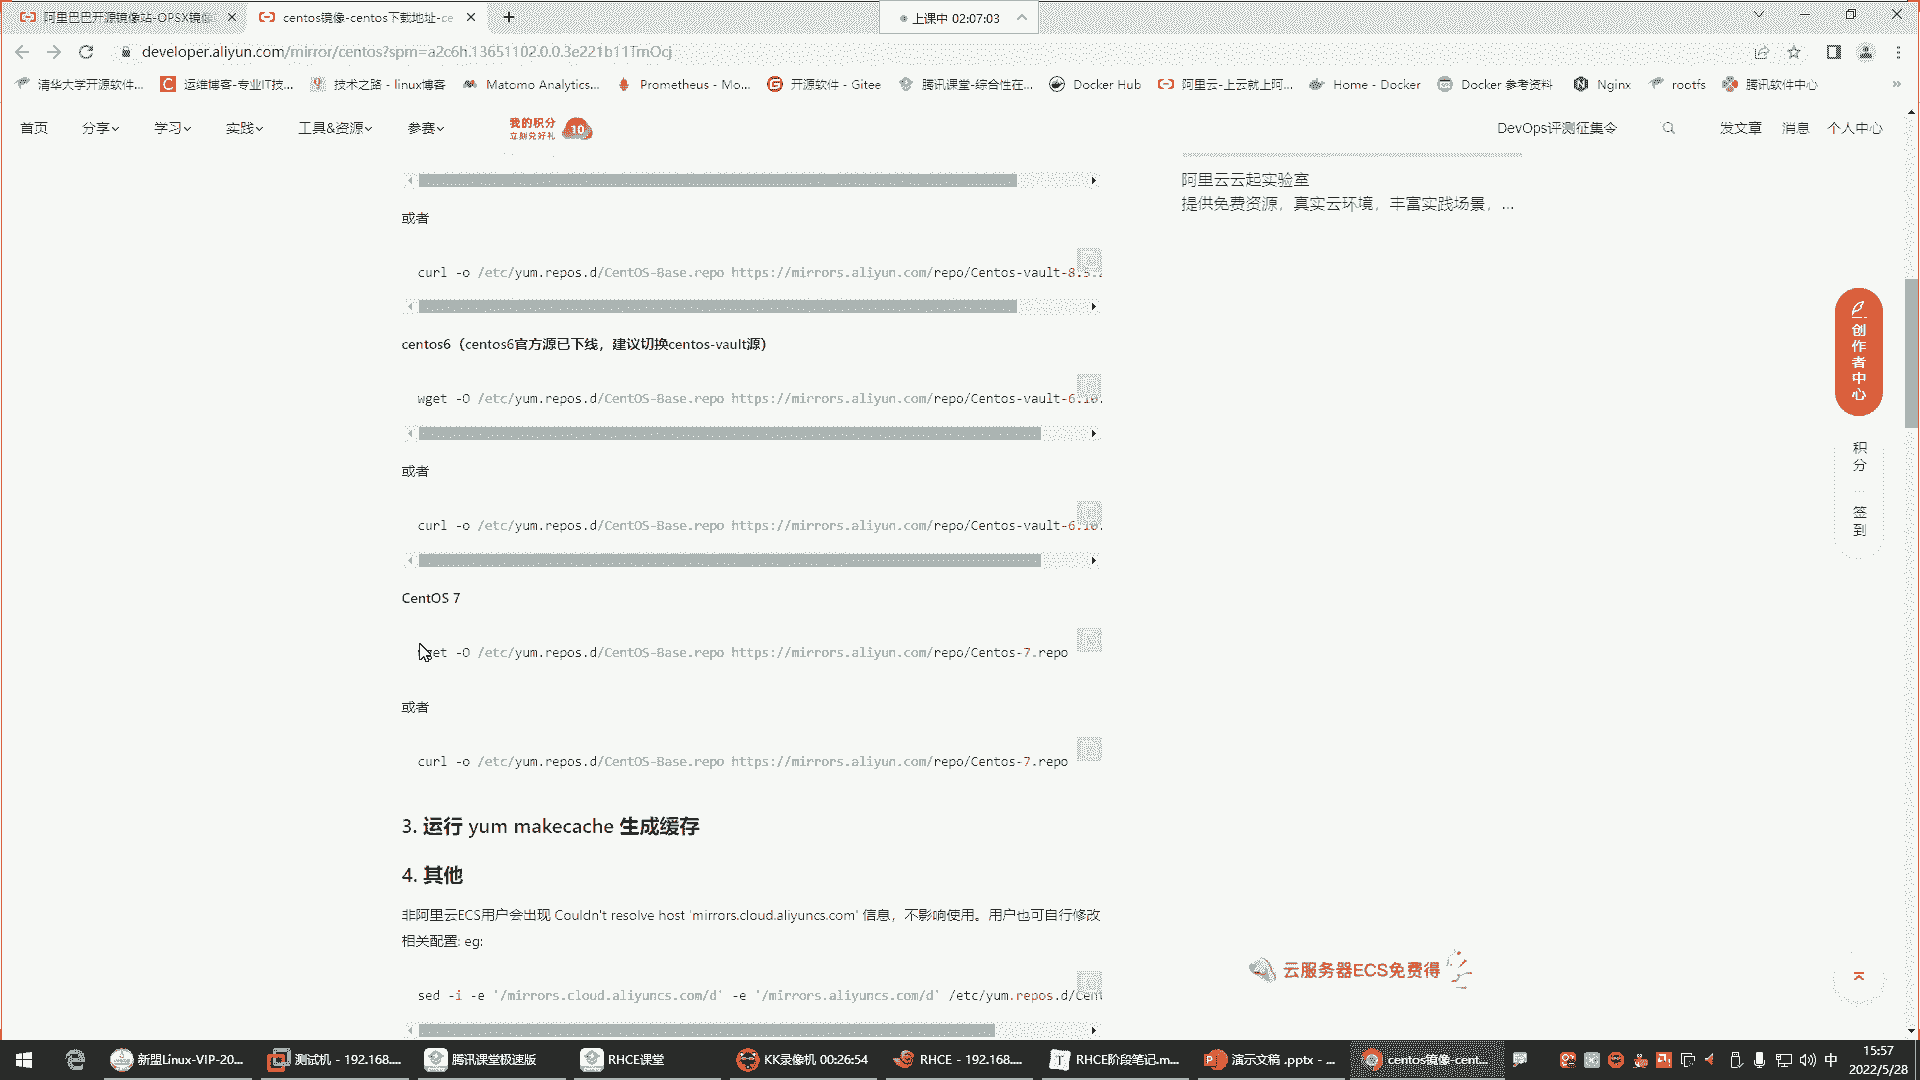 阿里巴巴开源镜像站-OPSX镜像
centos镜像-centos下载地址-ce
上课中 02:07:03
developer.aliyun.com/mirror/centos?spm=a2c6h.13651102.0.0.3e221b11TrnOcj
清华大学开源软件...
运维博客-专业IT技...
技术之路 - linux博客
Matomo Analytics...
Prometheus - Mo...
开源软件 - Gitee
腾讯课堂-综合性在...
Docker Hub
阿里云-上云就上阿...
Home - Docker
Docker 参考资料
Nginx
rootfs
腾讯软件中心
首页
分享
学习
实践
工具&资源
参赛
我的积分
立刻兑好礼
10
DevOps评测征集令
发文章
消息
个人中心
阿里云云起实验室
提供免费资源，真实云环境，丰富实践场景，...
或者
curl -o /etc/yum.repos.d/CentOS-Base.repo https://mirrors.aliyun.com/repo/Centos-vault-8.5.
centos6（centos6官方源已下线，建议切换centos-vault源）
wget -O /etc/yum.repos.d/CentOS-Base.repo https://mirrors.aliyun.com/repo/Centos-vault-6.10.
或者
curl -o /etc/yum.repos.d/CentOS-Base.repo https://mirrors.aliyun.com/repo/Centos-vault-6.10.
CentOS 7
wget -O /etc/yum.repos.d/CentOS-Base.repo https://mirrors.aliyun.com/repo/Centos-7.repo
或者
curl -o /etc/yum.repos.d/CentOS-Base.repo https://mirrors.aliyun.com/repo/Centos-7.repo
3. 运行 yum makecache 生成缓存
4. 其他
非阿里云ECS用户会出现 Couldn't resolve host 'mirrors.cloud.aliyuncs.com' 信息，不影响使用。用户也可自行修改
相关配置: eg:
sed -i -e '/mirrors.cloud.aliyuncs.com/d' -e '/mirrors.aliyuncs.com/d' /etc/yum.repos.d/Cent
创作者中心
积分
签到
云服务器ECS免费得
新盟Linux-VIP-20...
测试机 - 192.168....
腾讯课堂极速版
RHCE课堂
KK录像机 00:26:54
RHCE - 192.168....
RHCE阶段笔记.m...
演示文稿 .pptx - ...
centos镜像-cent...
中
15:57
2022/5/28